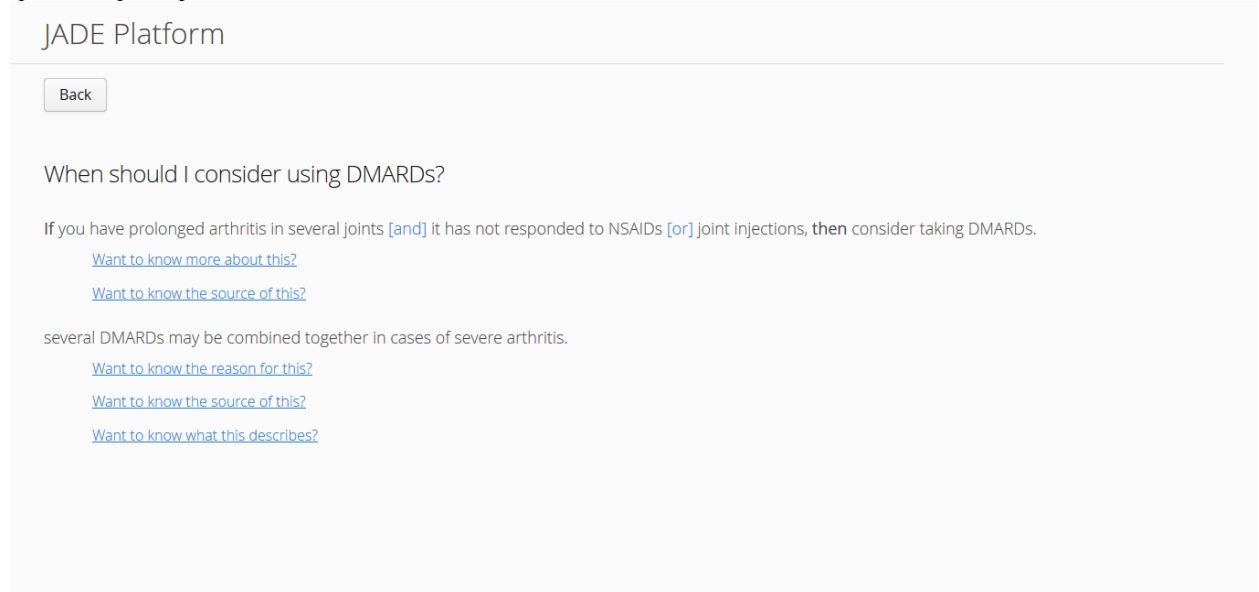 JADE Platform
Back
When should I consider using DMARDs?
If you have prolonged arthritis in several joints [and] it has not responded to NSAIDs [or] joint injections, then consider taking DMARDs.
Want to know more about this?
Want to know the source of this?
several DMARDs may be combined together in cases of severe arthritis.
Want to know the reason for this?
Want to know the source of this?
Want to know what this describes?